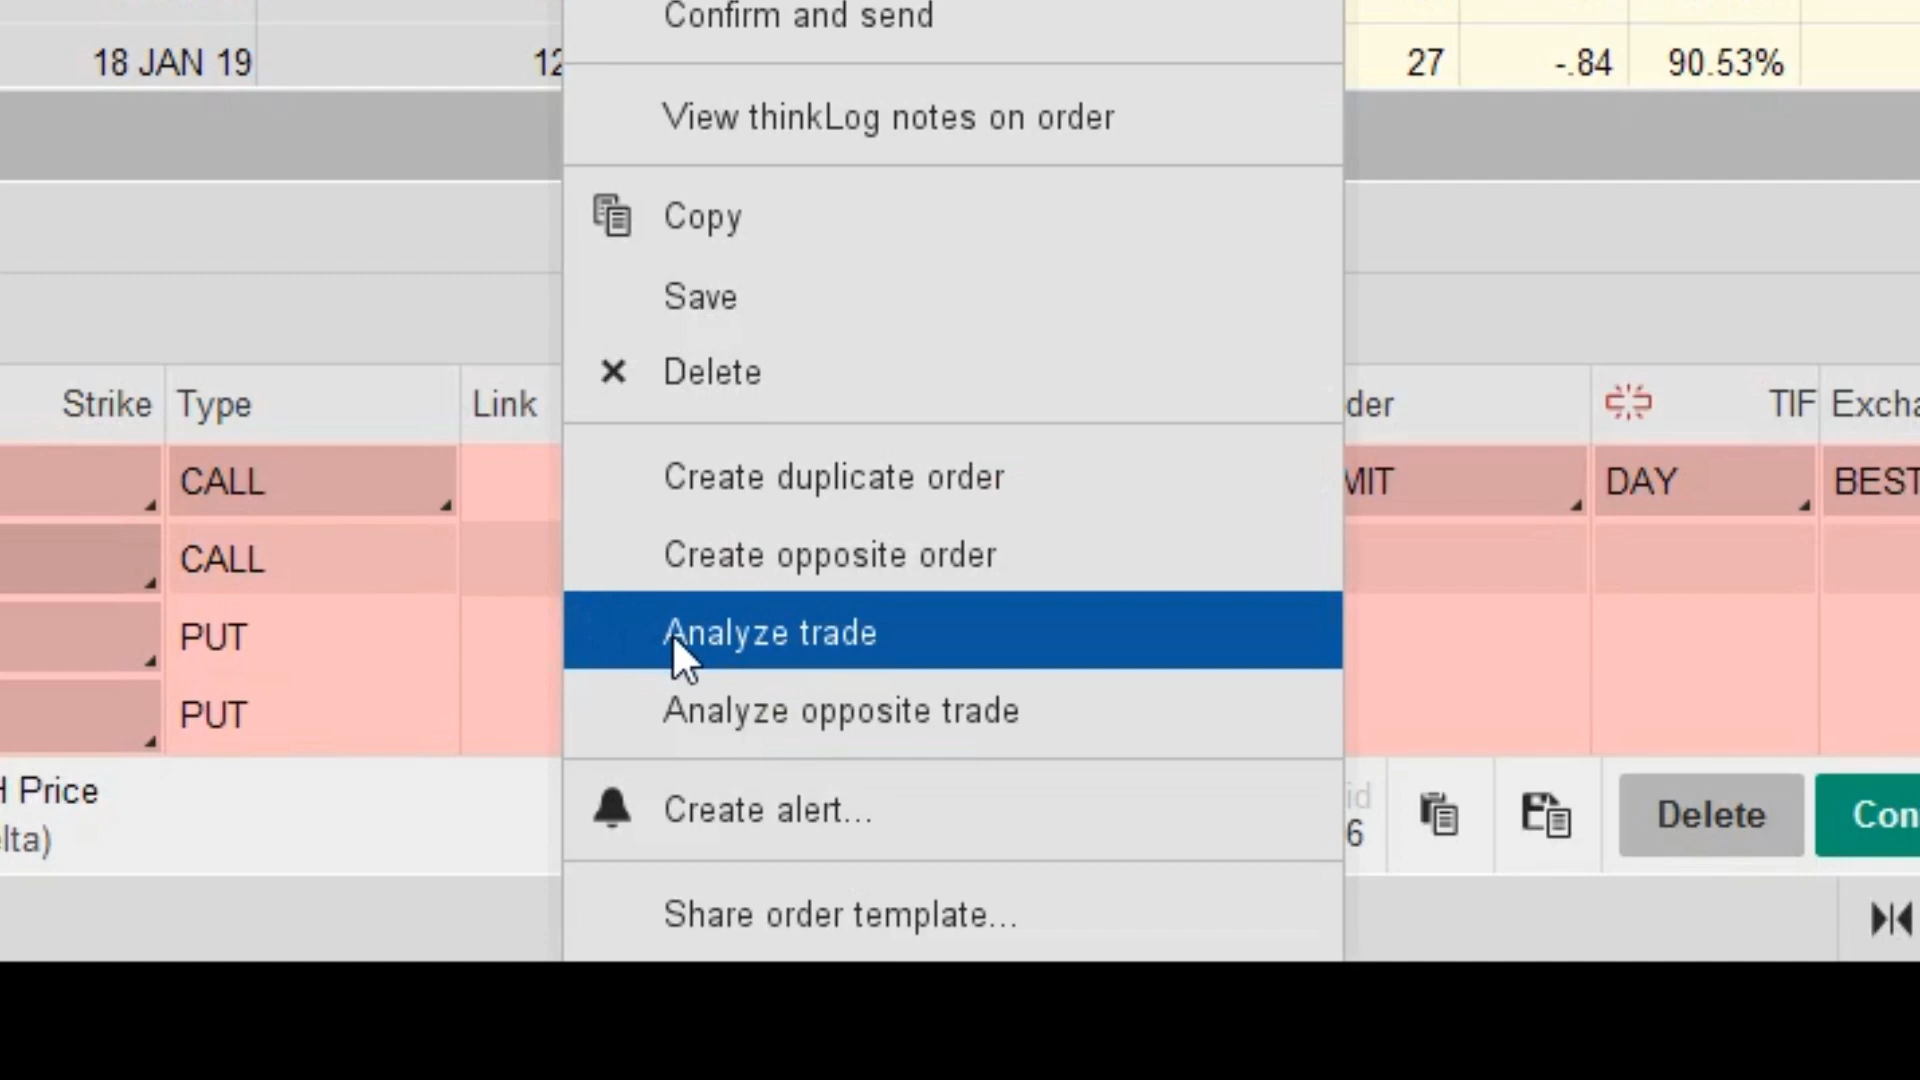 Confirm and send
18 JAN 19 12 27 -.84 90.53%
View thinkLog notes on order
Copy
Save
Delete
Strike Type Link der TIF Excha
CALL MIT DAY BEST
Create duplicate order
CALL
Create opposite order
PUT
Analyze trade
PUT
Analyze opposite trade
H Price
lta)
Create alert...
id
6
Delete
Con
Share order template...